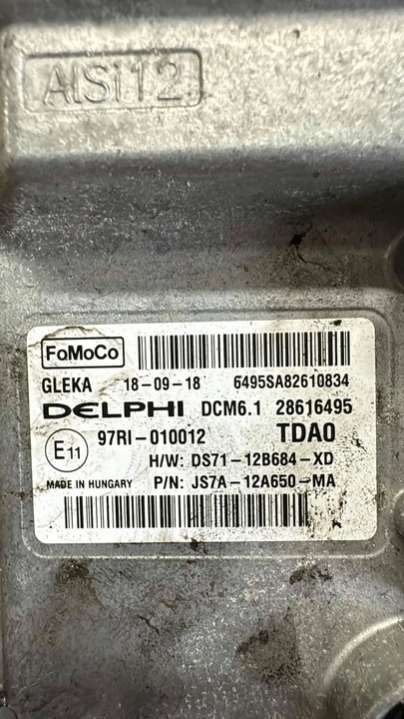 AlSi12
FoMoCo
GLEKA 18-09-18 6495SA82610834
DELPHI DCM6.1 28616495
E11 97RI-010012 TDA0
H/W: DS71-12B684-XD
MADE IN HUNGARY P/N: JS7A-12A650-MA